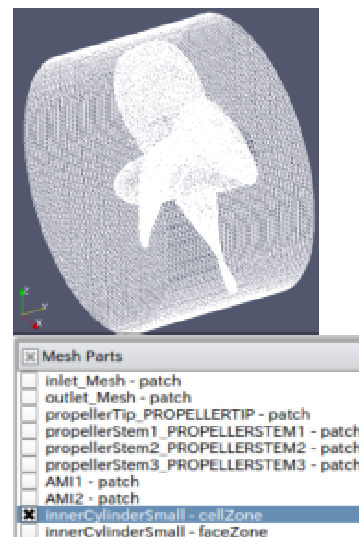 Z
Y
X
Mesh Parts
inlet_Mesh - patch
outlet_Mesh - patch
propellerTip_PROPELLERTIP - patch
propellerStem1_PROPELLERSTEM1 - patch
propellerStem2_PROPELLERSTEM2 - patch
propellerStem3_PROPELLERSTEM3 - patch
AMI1 - patch
AMI2 - patch
innerCylinderSmall - cellZone
innerCylinderSmall - faceZone